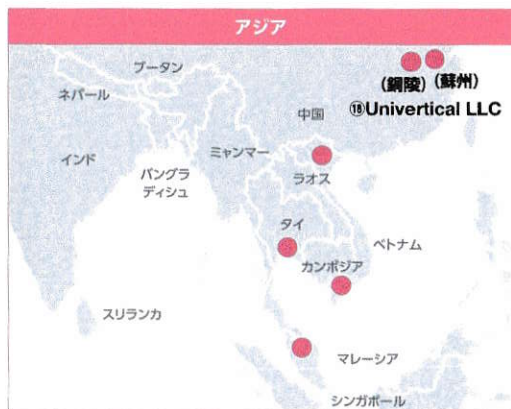 アジア
ブータン
ネパール
(銅陵) (蘇州)
⑱Univertical LLC
中国
インド
バングラ
ディシュ
ミャンマー
ラオス
タイ
ベトナム
カンボジア
スリランカ
マレーシア
シンガポール